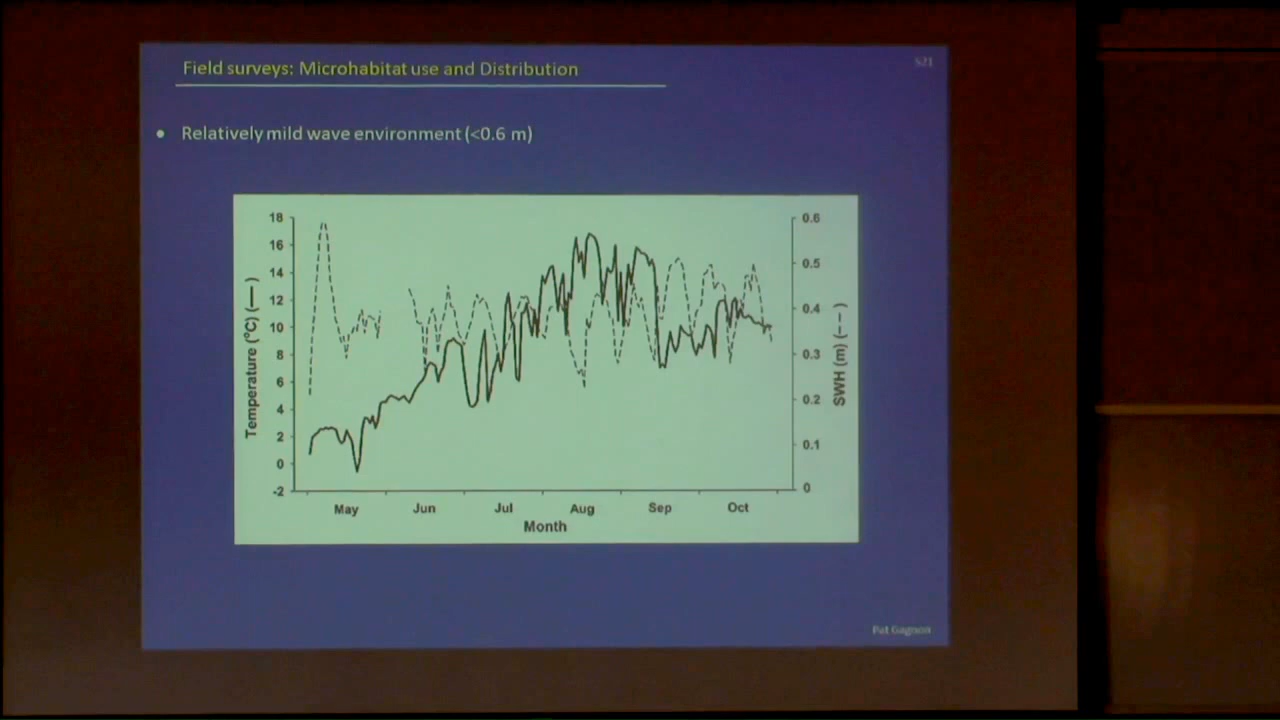 Field surveys: Microhabitat use and Distribution
521
● Relatively mild wave environment (<0.6 m)
18
16
14
12
10
8
6
4
2
0
-2
Temperature (°C) (—)
0.6
0.5
0.4
0.3
0.2
0.1
0
SWH (m) (- -)
May Jun Jul Aug Sep Oct
Month
Pat Gagnon